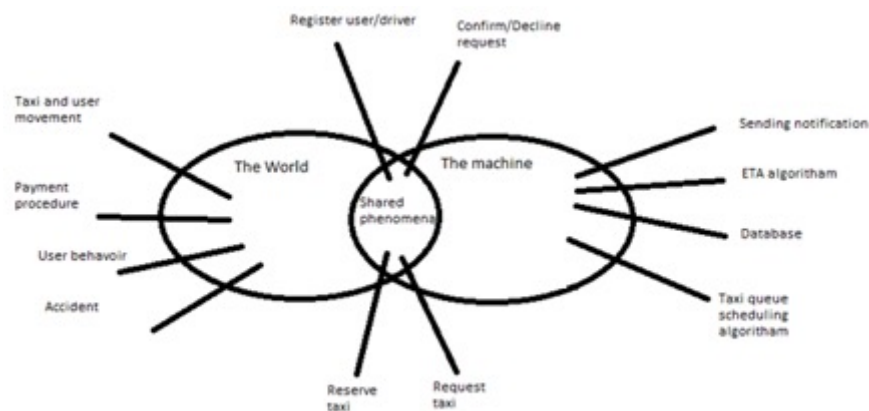 Register user/driver
Confirm/Decline
request
Taxi and user
movement
Sending notification
The World
The machine
ETA algoritham
Payment
procedure
Shared
phenomena
Database
User behavoir
Accident
Taxi queue
scheduling
algoritham
Reserve
taxi
Request
taxi